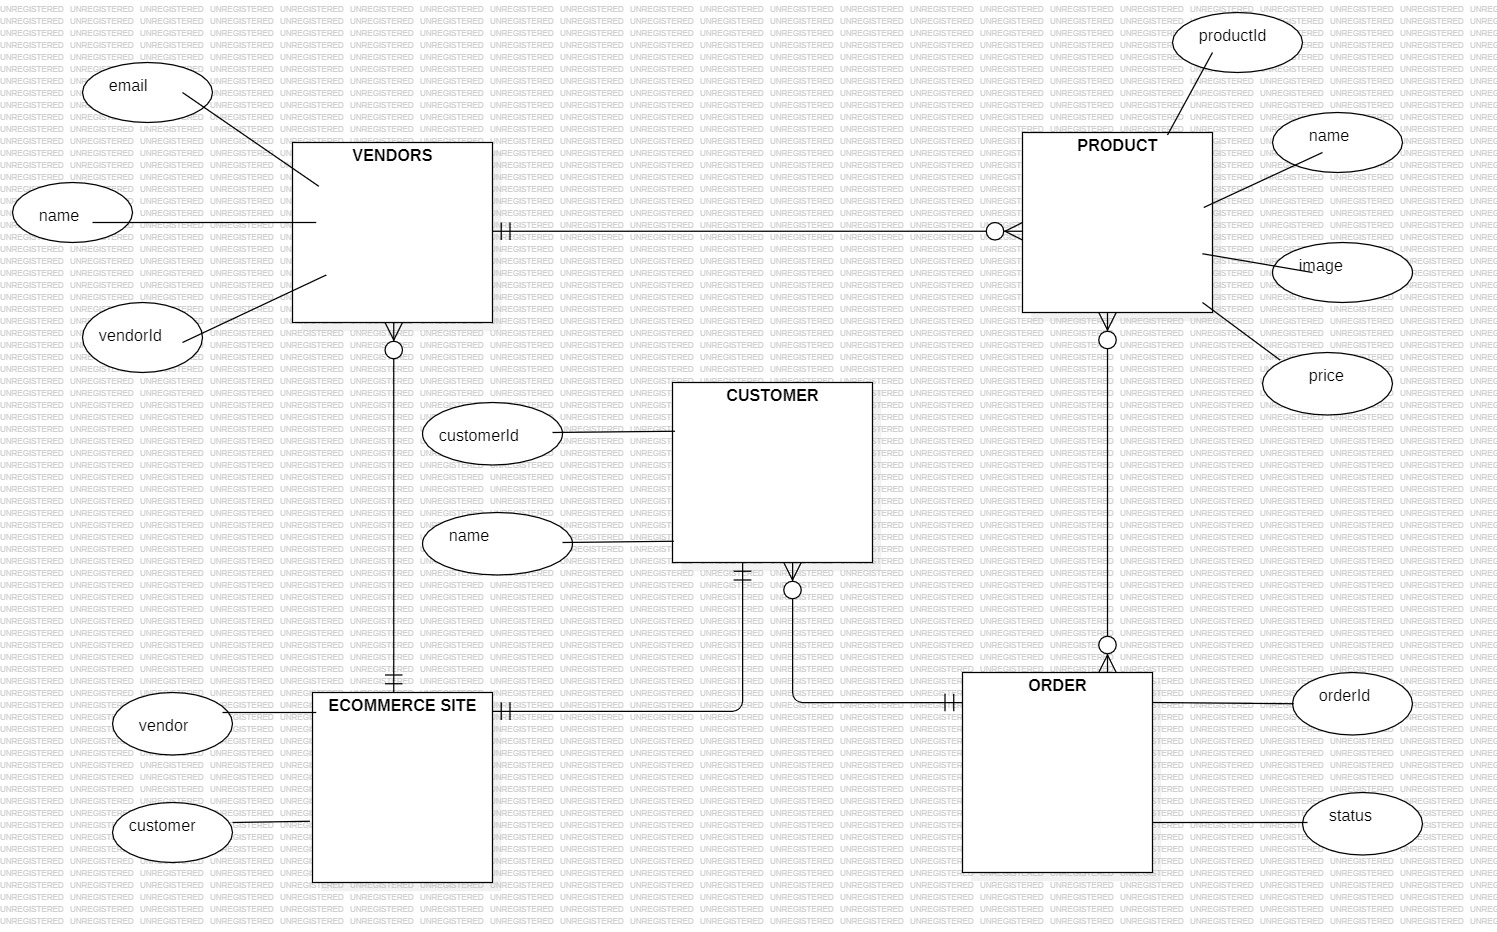 productId
email
name
VENDORS
PRODUCT
name
image
vendorId
price
CUSTOMER
customerId
name
ECOMMERCE SITE
ORDER
vendor
orderId
customer
status
UNREGISTERED